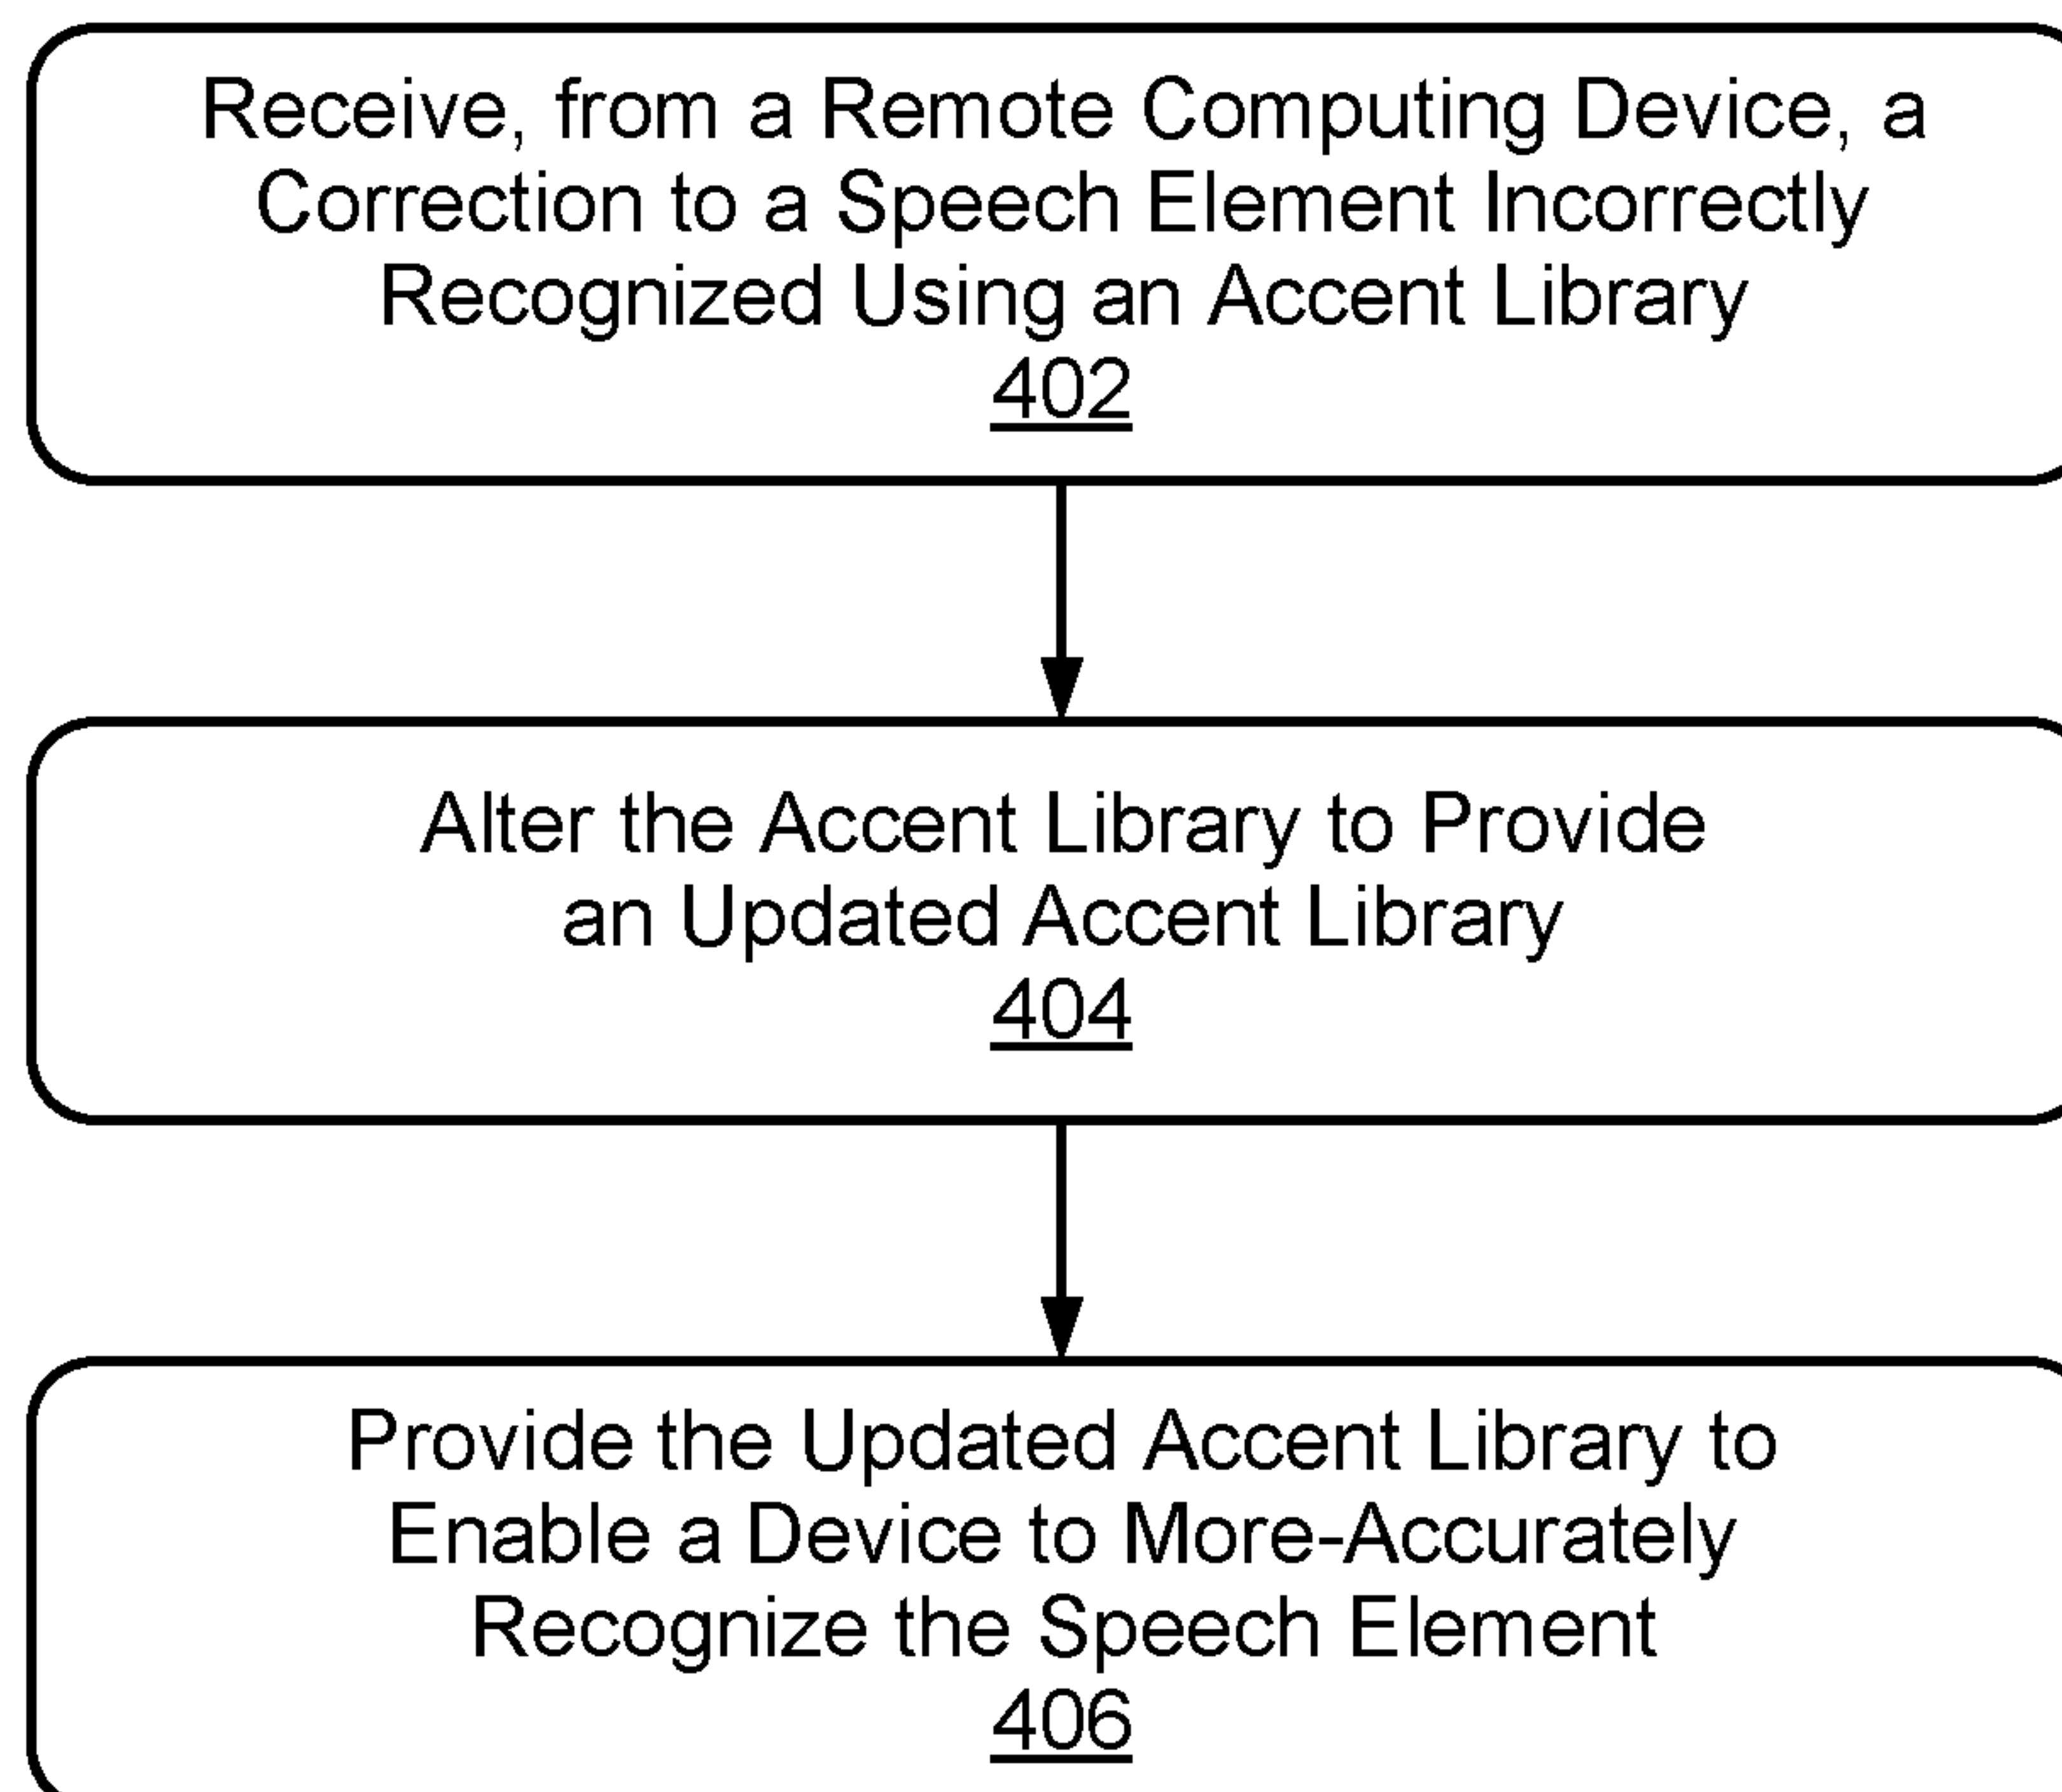 Receive, from a Remote Computing Device, a
Correction to a Speech Element Incorrectly
Recognized Using an Accent Library
402
Alter the Accent Library to Provide
an Updated Accent Library
404
Provide the Updated Accent Library to
Enable a Device to More-Accurately
Recognize the Speech Element
406